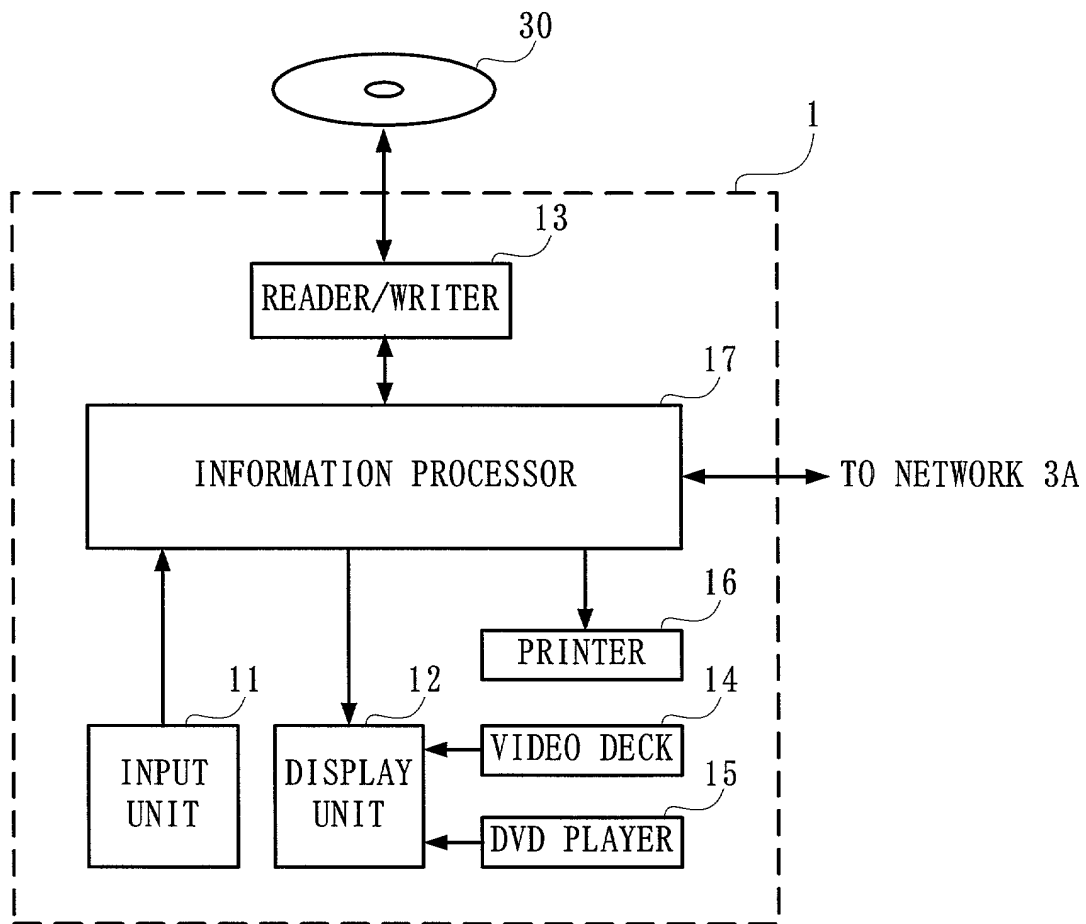 30
1
13
READER/WRITER
17
INFORMATION PROCESSOR
TO NETWORK 3A
16
PRINTER
11
12
14
INPUT
UNIT
DISPLAY
UNIT
VIDEO DECK
15
DVD PLAYER